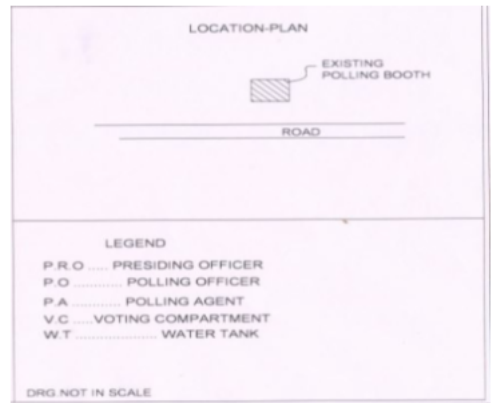 LOCATION-PLAN
EXISTING
POLLING BOOTH
ROAD
LEGEND
P.R.O ..... PRESIDING OFFICER
P.O ............ POLLING OFFICER
P.A ............ POLLING AGENT
V.C .....VOTING COMPARTMENT
W.T .................... WATER TANK
DRG.NOT IN SCALE